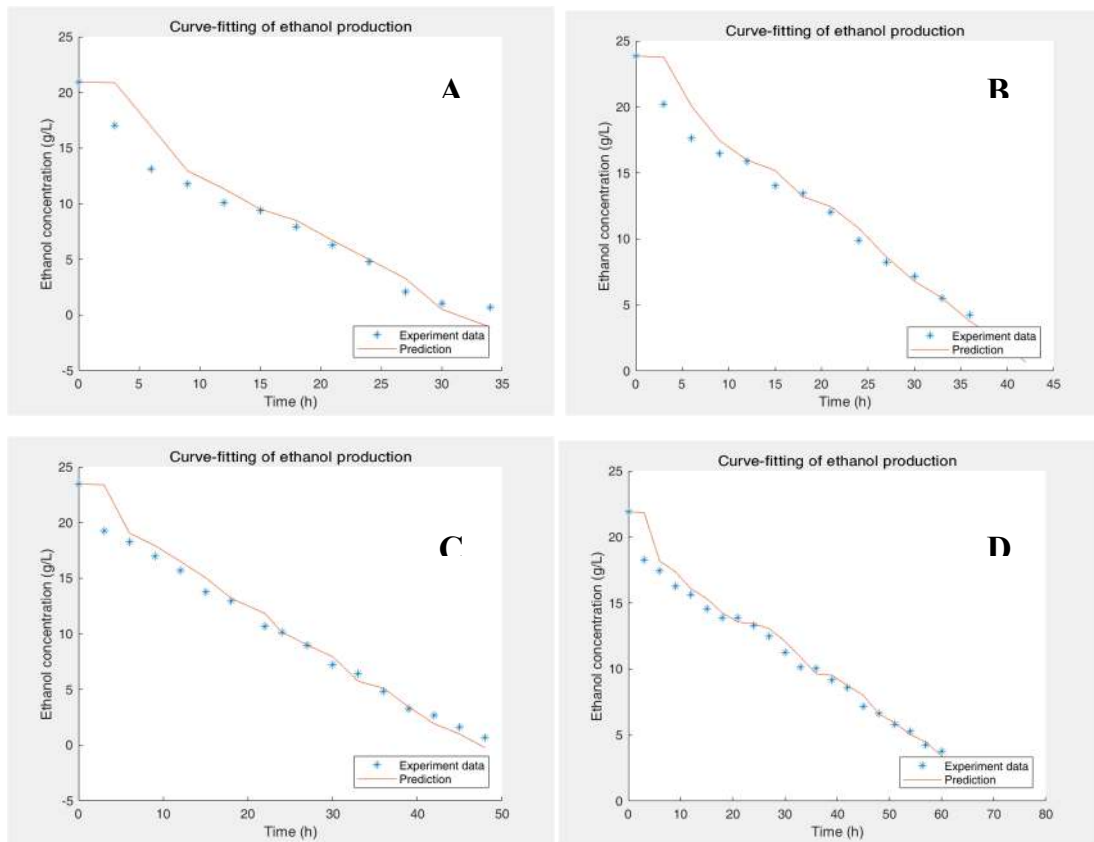 Curve-fitting of ethanol production
A
Ethanol concentration (g/L)
25
20
15
10
5
0
-5
0 5 10 15 20 25 30 35
Time (h)
Experiment data
Prediction
Curve-fitting of ethanol production
B
Ethanol concentration (g/L)
25
20
15
10
5
0
0 5 10 15 20 25 30 35 40 45
Time (h)
Experiment data
Prediction
Curve-fitting of ethanol production
C
Ethanol concentration (g/L)
25
20
15
10
5
0
-5
0 10 20 30 40 50
Time (h)
Experiment data
Prediction
Curve-fitting of ethanol production
D
Ethanol concentration (g/L)
25
20
15
10
5
0
0 10 20 30 40 50 60 70 80
Time (h)
Experiment data
Prediction